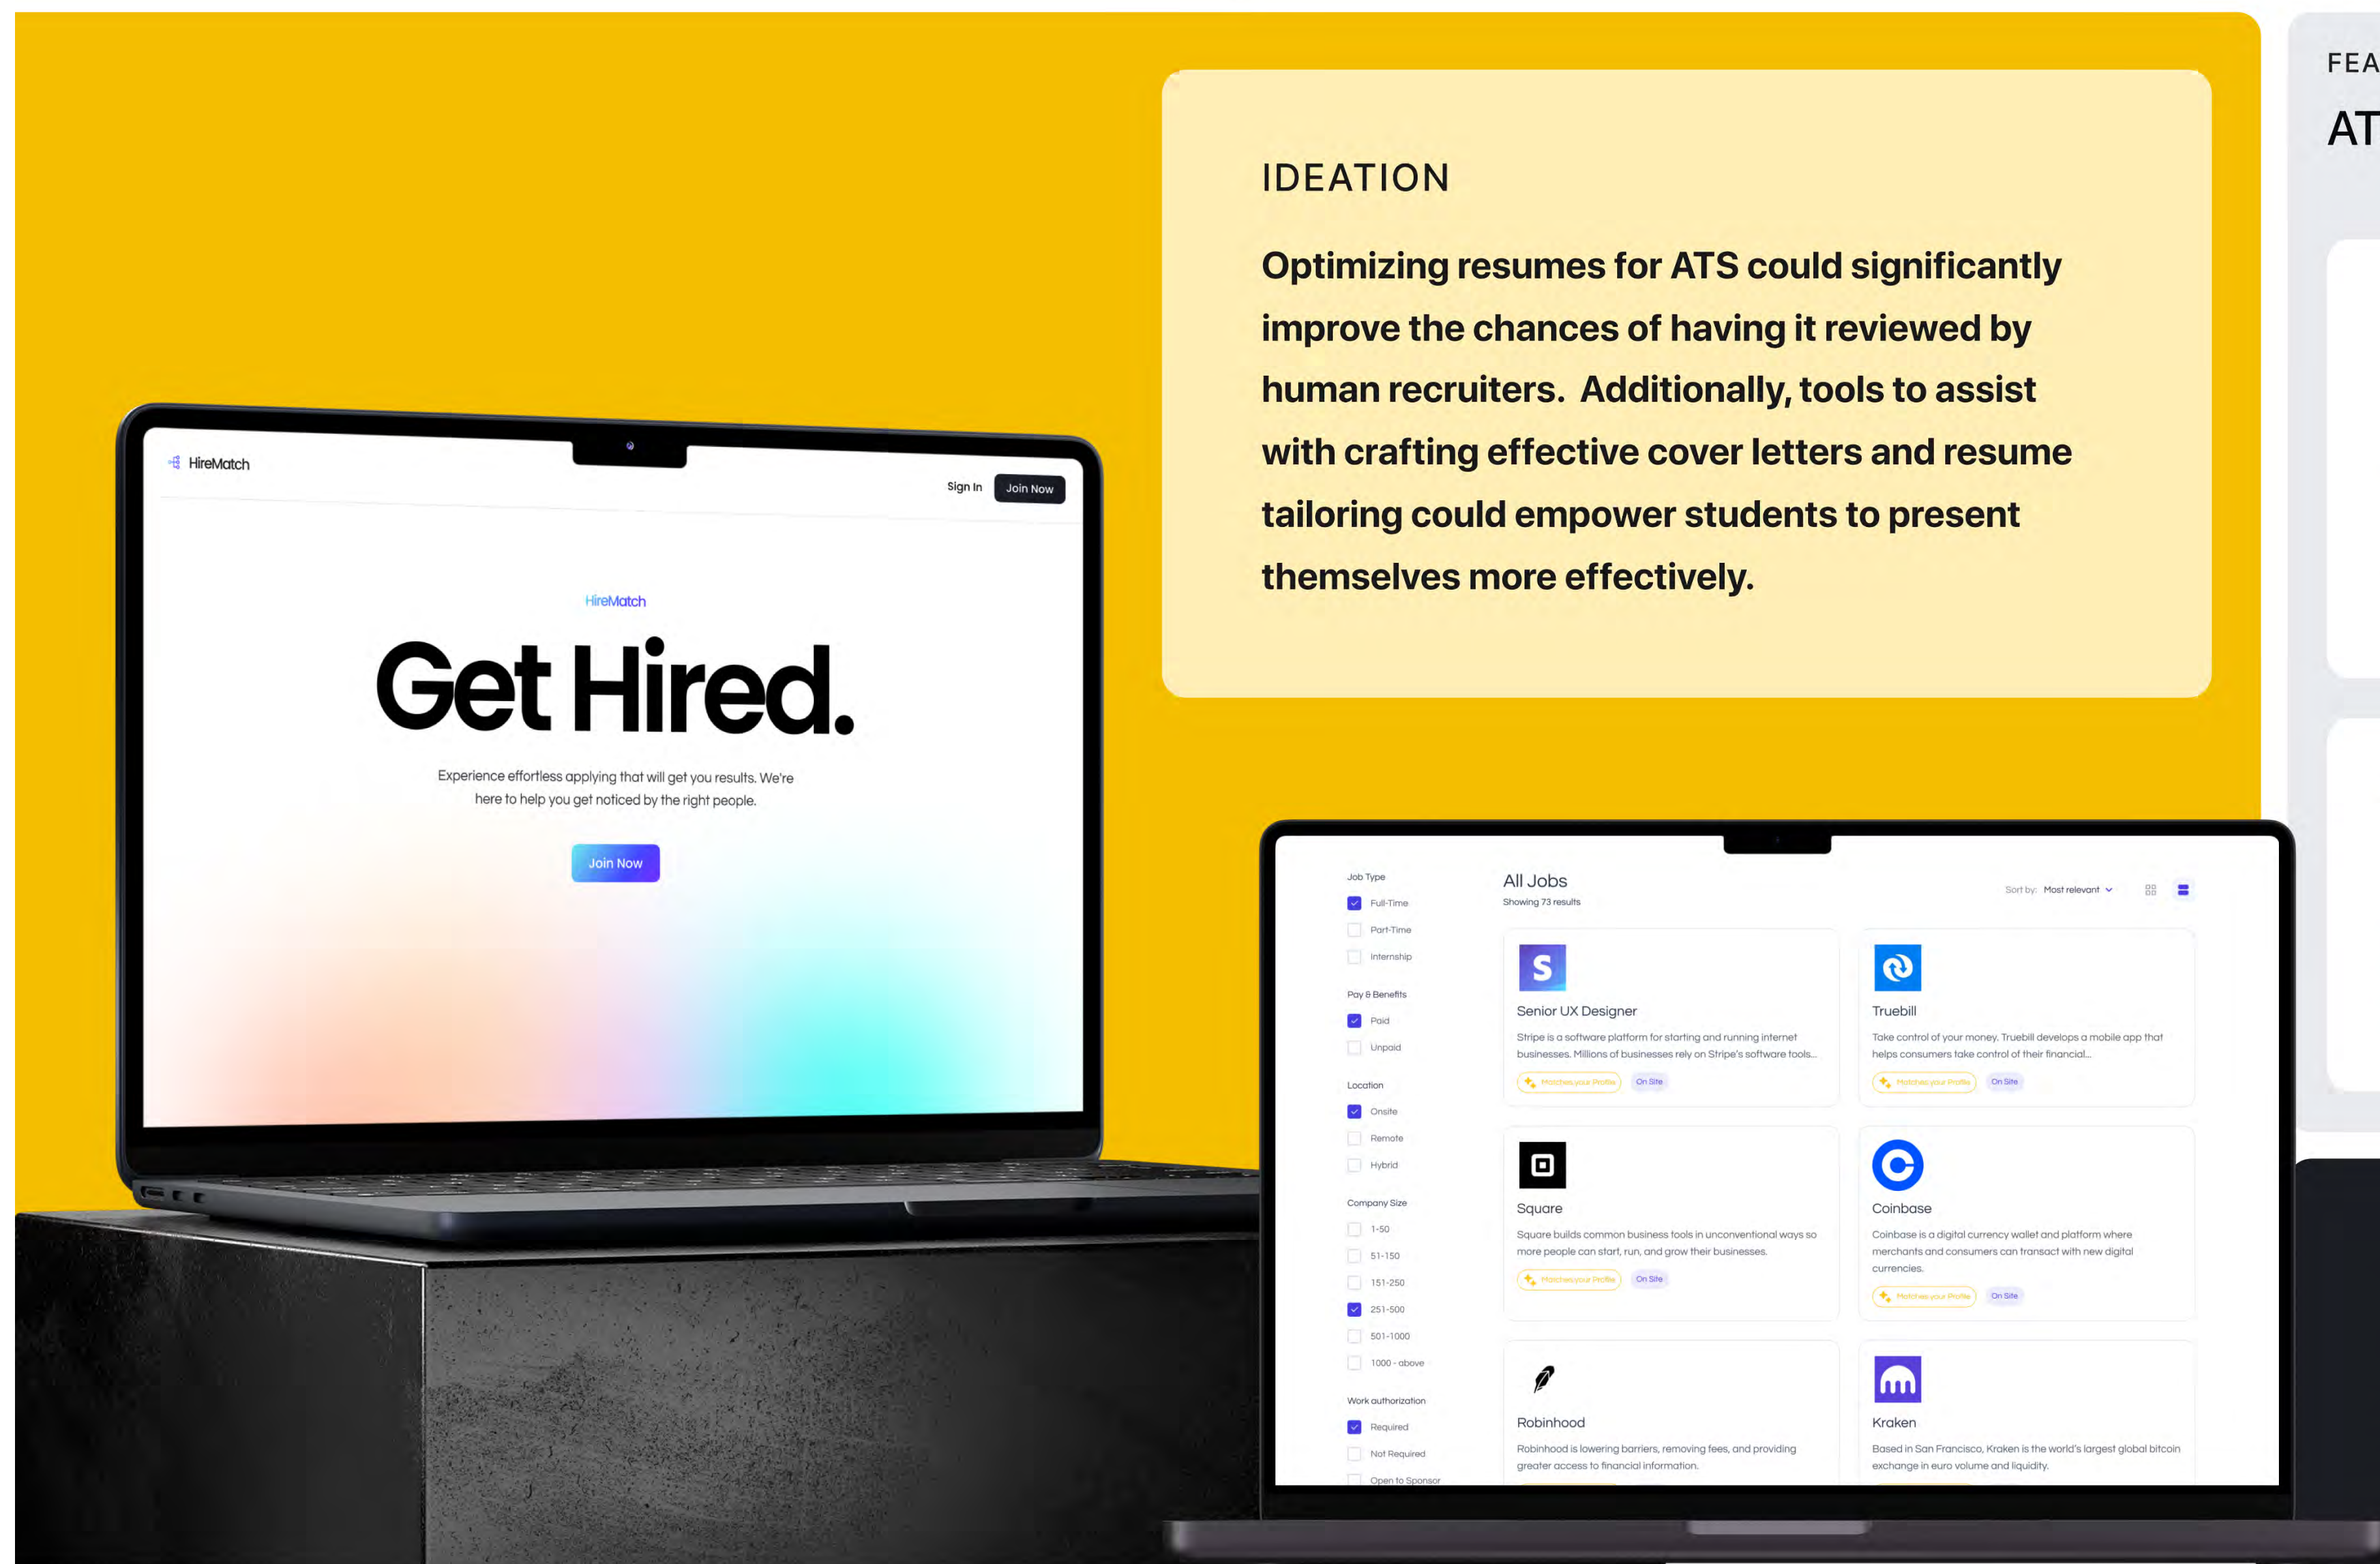 FEA
AT
IDEATION
Optimizing resumes for ATS could significantly
improve the chances of having it reviewed by
human recruiters.  Additionally, tools to assist
with crafting effective cover letters and resume
tailoring could empower students to present
themselves more effectively.
HireMatch
Sign In
Join Now
HireMatch
Get Hired.
Experience effortless applying that will get you results. We're
here to help you get noticed by the right people.
Join Now
Job Type
Full-Time
Part-Time
Internship
Pay & Benefits
Paid
Unpaid
Location
Onsite
Remote
Hybrid
Company Size
1-50
51-150
151-250
251-500
501-1000
1000 - above
Work authorization
Required
Not Required
Open to Sponsor
All Jobs
Showing 73 results
Sort by: Most relevant
S
Senior UX Designer
Stripe is a software platform for starting and running internet
businesses. Millions of businesses rely on Stripe's software tools...
Matches your Profile
On Site
Truebill
Take control of your money. Truebill develops a mobile app that
helps consumers take control of their financial...
Matches your Profile
On Site
Square
Square builds common business tools in unconventional ways so
more people can start, run, and grow their businesses.
Matches your Profile
On Site
Coinbase
Coinbase is a digital currency wallet and platform where
merchants and consumers can transact with new digital
currencies.
Matches your Profile
On Site
Robinhood
Robinhood is lowering barriers, removing fees, and providing
greater access to financial information.
Kraken
Based in San Francisco, Kraken is the world's largest global bitcoin
exchange in euro volume and liquidity.